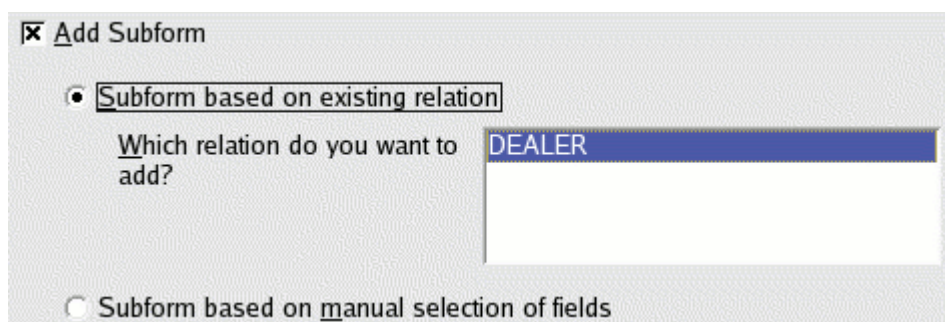 Add Subform
Subform based on existing relation
Which relation do you want to
add?
DEALER
Subform based on manual selection of fields